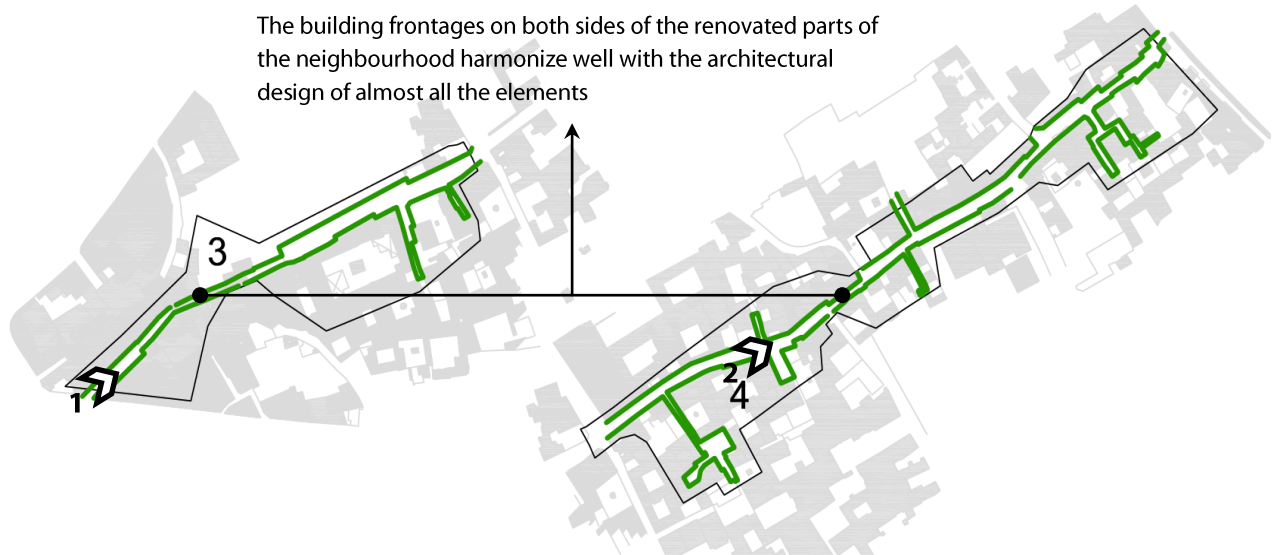 The building frontages on both sides of the renovated parts of
the neighbourhood harmonize well with the architectural
design of almost all the elements
3
1
2
4